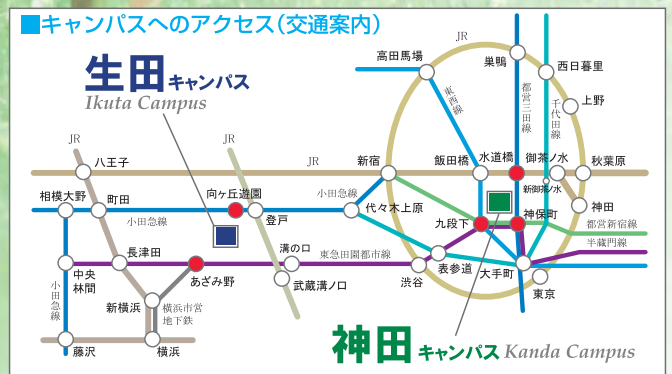 ■キャンパスへのアクセス（交通案内）
生田キャンパス
Ikuta Campus
JR
高田馬場
巣鴨
西日暮里
上野
東西線
都営三田線
千代田線
JR
JR
JR
八王子
新宿
飯田橋
水道橋
御茶ノ水
秋葉原
新御茶ノ水
相模大野
町田
向ヶ丘遊園
小田急線
小田急線
登戸
代々木上原
九段下
神保町
神田
都営新宿線
半蔵門線
中央
林間
長津田
あざみ野
溝の口
東急田園都市線
武蔵溝ノ口
渋谷
表参道
大手町
東京
小田急線
新横浜
横浜市営
地下鉄
藤沢
横浜
神田キャンパス Kanda Campus